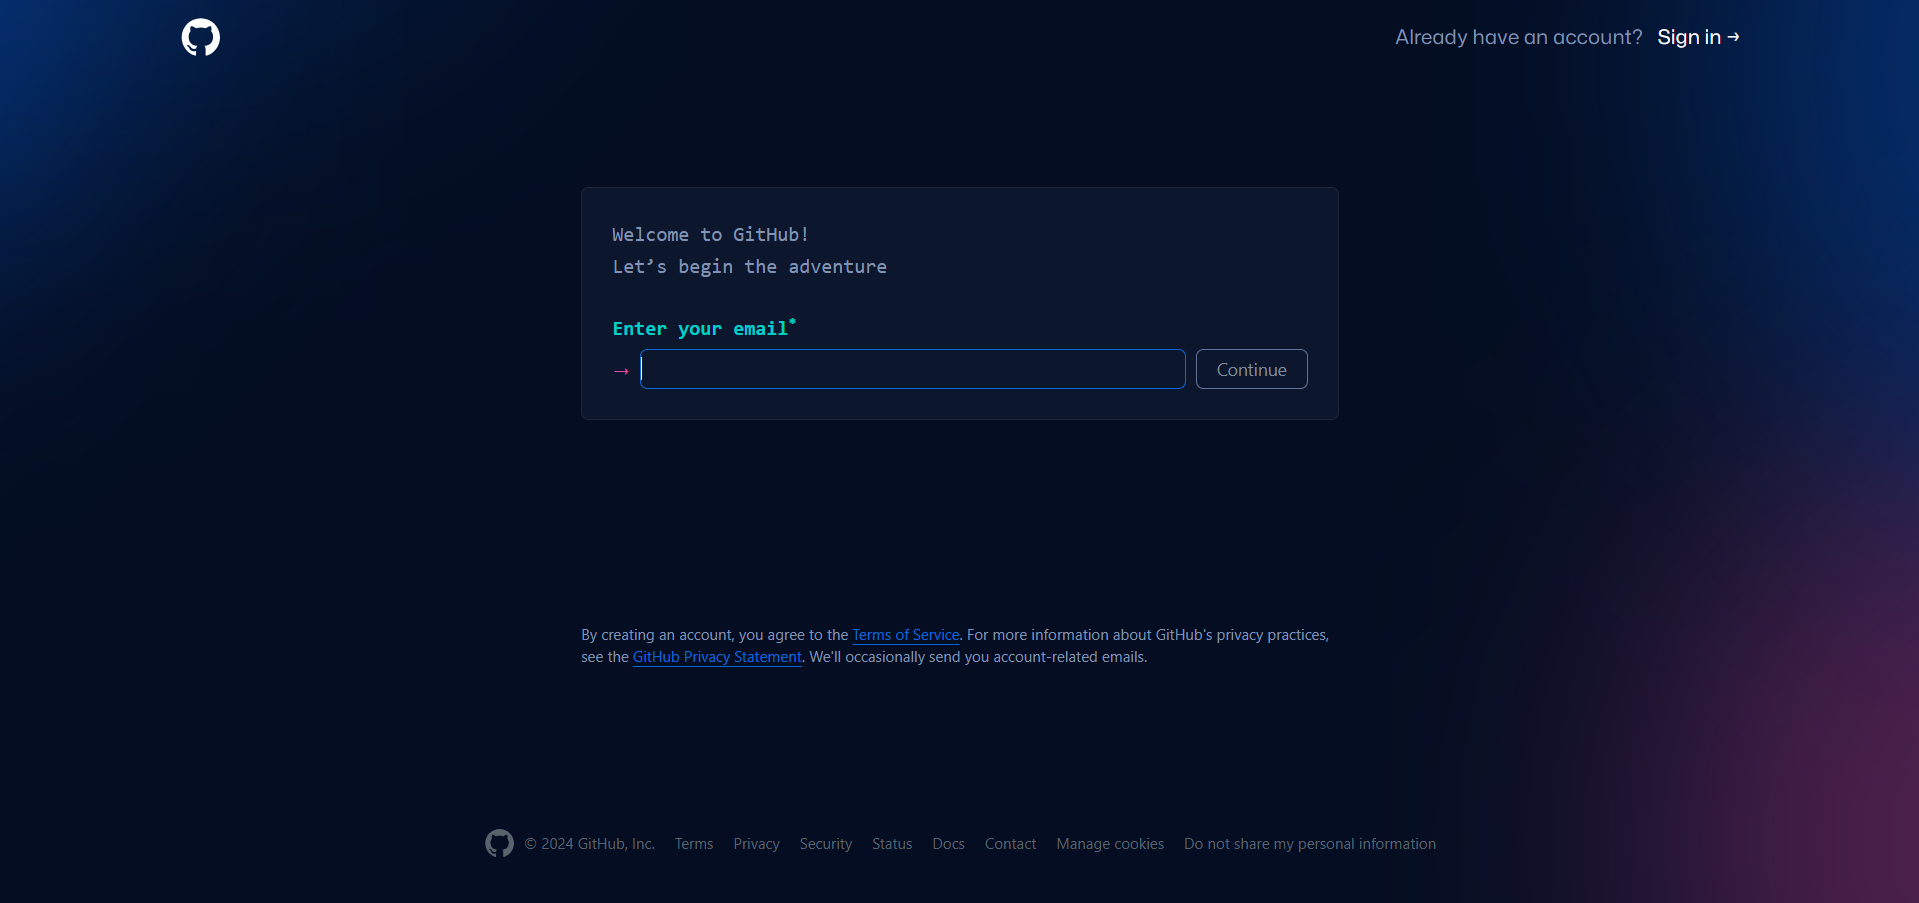 Already have an account? Sign in →
Welcome to GitHub!
Let’s begin the adventure
Enter your email*
→ Continue
By creating an account, you agree to the Terms of Service. For more information about GitHub's privacy practices,
see the GitHub Privacy Statement. We'll occasionally send you account-related emails.
© 2024 GitHub, Inc. Terms Privacy Security Status Docs Contact Manage cookies Do not share my personal information